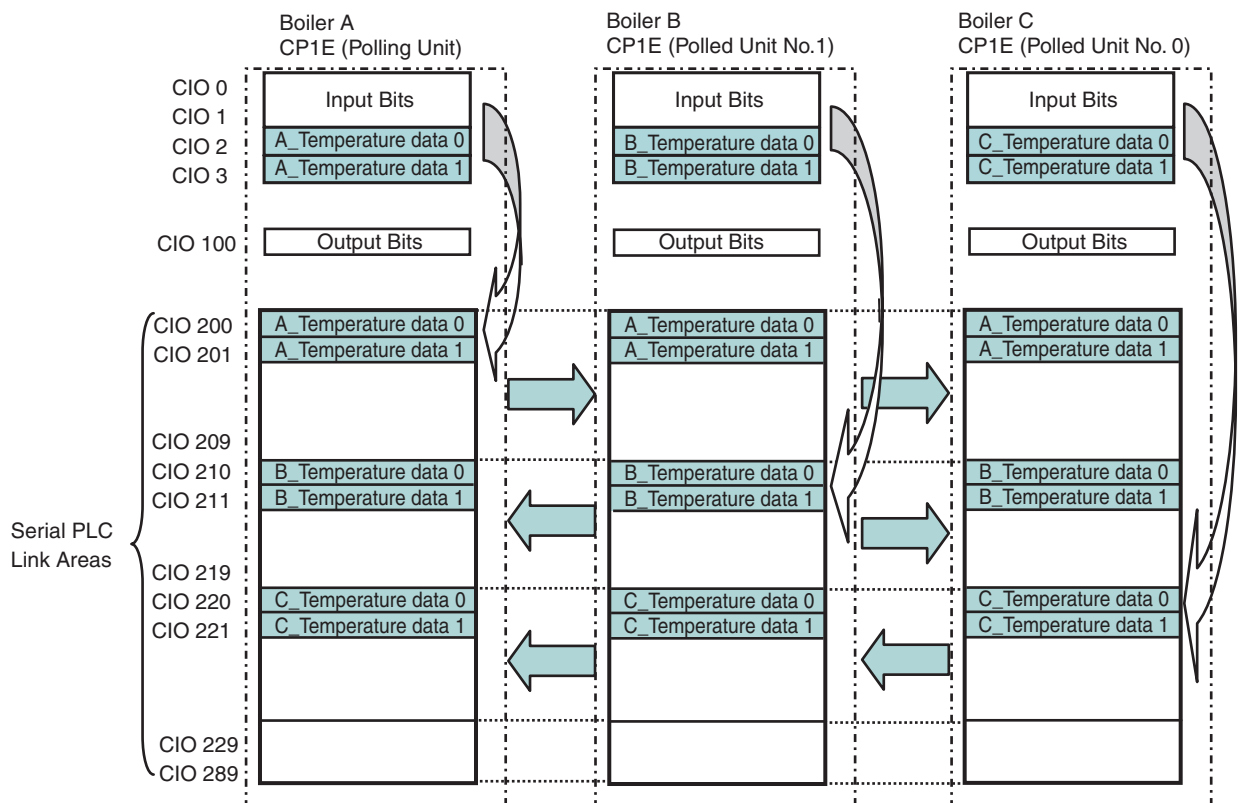 Boiler A
CP1E (Polling Unit)
Boiler B
CP1E (Polled Unit No.1)
Boiler C
CP1E (Polled Unit No. 0)
CIO 0
CIO 1
CIO 2
CIO 3
Input Bits
A_Temperature data 0
A_Temperature data 1
Input Bits
B_Temperature data 0
B_Temperature data 1
Input Bits
C_Temperature data 0
C_Temperature data 1
CIO 100
Output Bits
Output Bits
Output Bits
Serial PLC
Link Areas
CIO 200
CIO 201
CIO 209
CIO 210
CIO 211
CIO 219
CIO 220
CIO 221
CIO 229
CIO 289
A_Temperature data 0
A_Temperature data 1
B_Temperature data 0
B_Temperature data 1
C_Temperature data 0
C_Temperature data 1
A_Temperature data 0
A_Temperature data 1
B_Temperature data 0
B_Temperature data 1
C_Temperature data 0
C_Temperature data 1
A_Temperature data 0
A_Temperature data 1
B_Temperature data 0
B_Temperature data 1
C_Temperature data 0
C_Temperature data 1